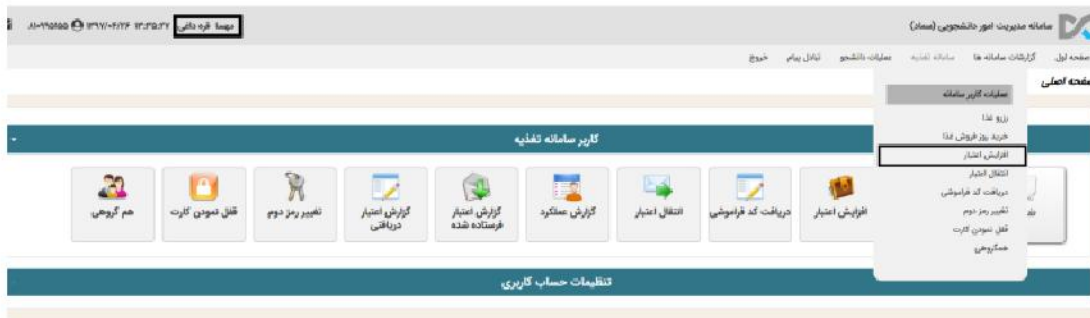 سامانه مدیریت امور دانشجویی (سماد)
صفحه اول گزارشات سامانه ها سامانه تغذیه عملیات دانشجو تبادل پیام خروج
صفحه اصلی
عملیات کاربر سامانه
رزرو غذا
خرید روز فروش غذا
افزایش اعتبار
انتقال اعتبار
دریافت کد فراموشی
تغییر رمز دوم
قفل نمودن کارت
همگروهی
کاربر سامانه تغذیه
افزایش اعتبار
دریافت کد فراموشی
انتقال اعتبار
گزارش عملکرد
گزارش اعتبار
فرستاده شده
گزارش اعتبار
دریافتی
تغییر رمز دوم
قفل نمودن کارت
هم گروهی
تنظیمات حساب کاربری